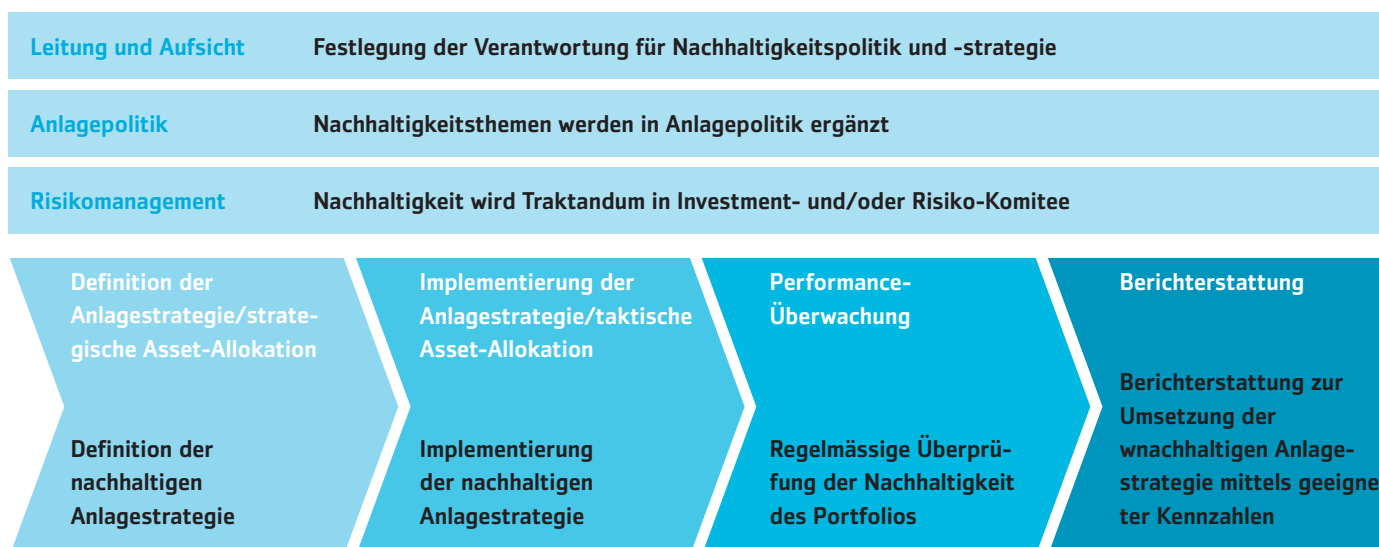 Leitung und Aufsicht Festlegung der Verantwortung für Nachhaltigkeitspolitik und -strategie
Anlagepolitik Nachhaltigkeitsthemen werden in Anlagepolitik ergänzt
Risikomanagement Nachhaltigkeit wird Traktandum in Investment- und/oder Risiko-Komitee
Definition der
Anlagestrategie/strate-
gische Asset-Allokation
Definition der
nachhaltigen
Anlagestrategie
Implementierung der
Anlagestrategie/taktische
Asset-Allokation
Implementierung
der nachhaltigen
Anlagestrategie
Performance-
Überwachung
Regelmässige Überprü-
fung der Nachhaltigkeit
des Portfolios
Berichterstattung
Berichterstattung zur
Umsetzung der
wnachhaltigen Anlage-
strategie mittels geeigne
ter Kennzahlen